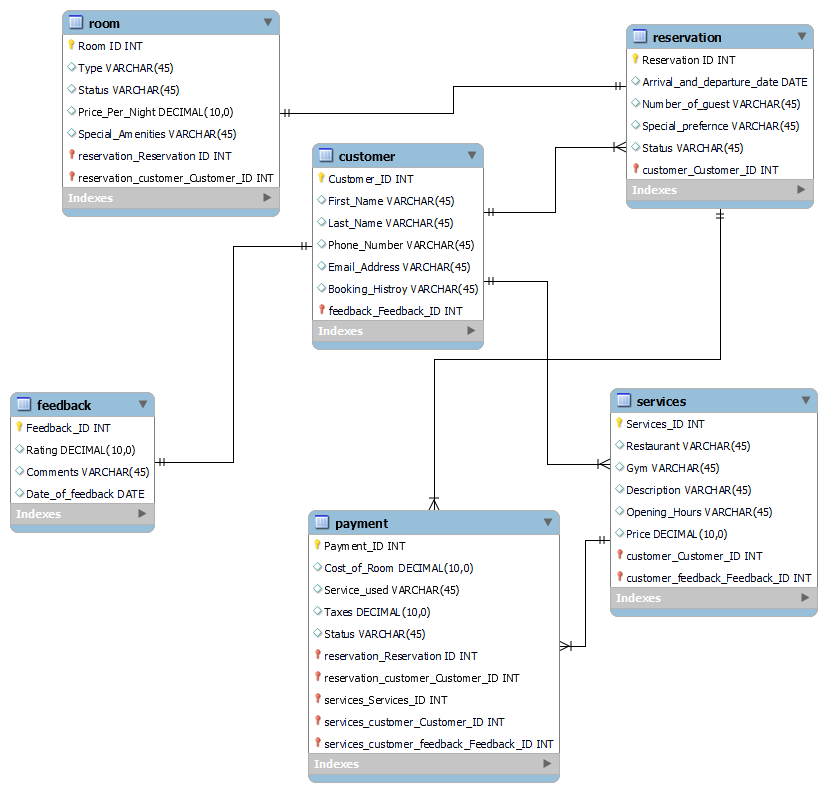 room
Room ID INT
Type VARCHAR(45)
Status VARCHAR(45)
Price_Per_Night DECIMAL(10,0)
Special_Amenities VARCHAR(45)
reservation_Reservation ID INT
reservation_customer_Customer_ID INT
Indexes
reservation
Reservation ID INT
Arrival_and_departure_date DATE
Number_of_guest VARCHAR(45)
Special_prefernce VARCHAR(45)
Status VARCHAR(45)
customer_Customer_ID INT
Indexes
customer
Customer_ID INT
First_Name VARCHAR(45)
Last_Name VARCHAR(45)
Phone_Number VARCHAR(45)
Email_Address VARCHAR(45)
Booking_Histroy VARCHAR(45)
feedback_Feedback_ID INT
Indexes
feedback
Feedback_ID INT
Rating DECIMAL(10,0)
Comments VARCHAR(45)
Date_of_feedback DATE
Indexes
services
Services_ID INT
Restaurant VARCHAR(45)
Gym VARCHAR(45)
Description VARCHAR(45)
Opening_Hours VARCHAR(45)
Price DECIMAL(10,0)
customer_Customer_ID INT
customer_feedback_Feedback_ID INT
Indexes
payment
Payment_ID INT
Cost_of_Room DECIMAL(10,0)
Service_used VARCHAR(45)
Taxes DECIMAL(10,0)
Status VARCHAR(45)
reservation_Reservation ID INT
reservation_customer_Customer_ID INT
services_Services_ID INT
services_customer_Customer_ID INT
services_customer_feedback_Feedback_ID INT
Indexes